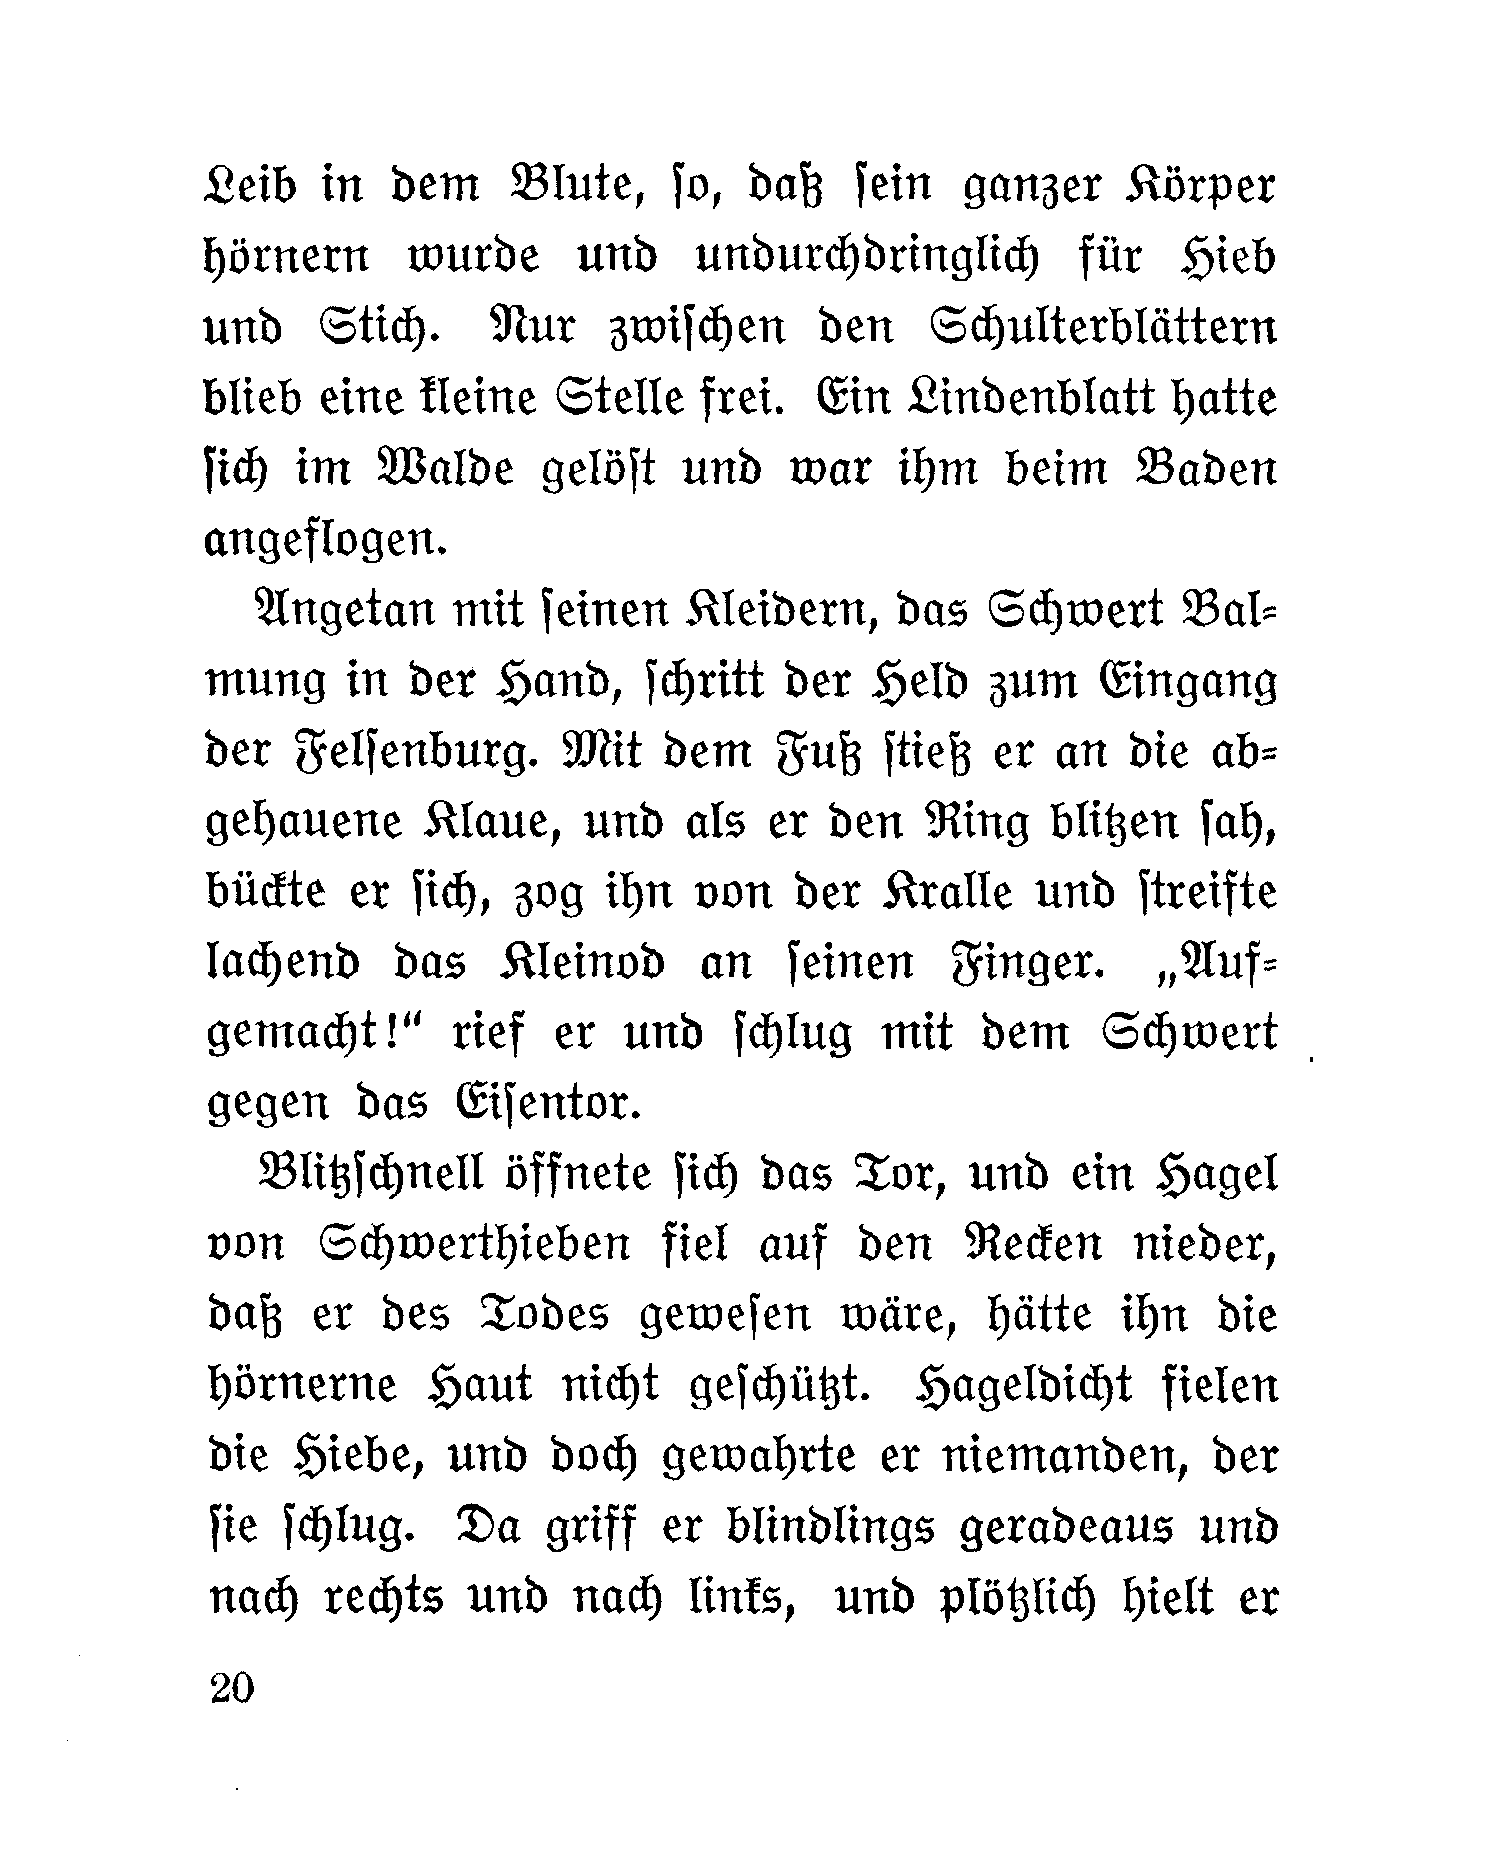 Leib in dem Blute, ſo, daß ſein ganzer Körper
hörnern wurde und undurchdringlich für Hieb
und Stich. Nur zwiſchen den Schulterblättern
blieb eine kleine Stelle frei. Ein Lindenblatt hatte
ſich im Walde gelöſt und war ihm beim Baden
angeflogen.
Angetan mit ſeinen Kleidern, das Schwert Bal-
mung in der Hand, ſchritt der Held zum Eingang
der Felſenburg. Mit dem Fuß ſtieß er an die ab-
gehauene Klaue, und als er den Ring blitzen ſah,
bückte er ſich, zog ihn von der Kralle und ſtreifte
lachend das Kleinod an ſeinen Finger. „Auf-
gemacht!“ rief er und ſchlug mit dem Schwert
gegen das Eiſentor.
Blitzſchnell öffnete ſich das Tor, und ein Hagel
von Schwerthieben fiel auf den Recken nieder,
daß er des Todes geweſen wäre, hätte ihn die
hörnerne Haut nicht geſchützt. Hageldicht fielen
die Hiebe, und doch gewahrte er niemanden, der
ſie ſchlug. Da griff er blindlings geradeaus und
nach rechts und nach links, und plötzlich hielt er
20